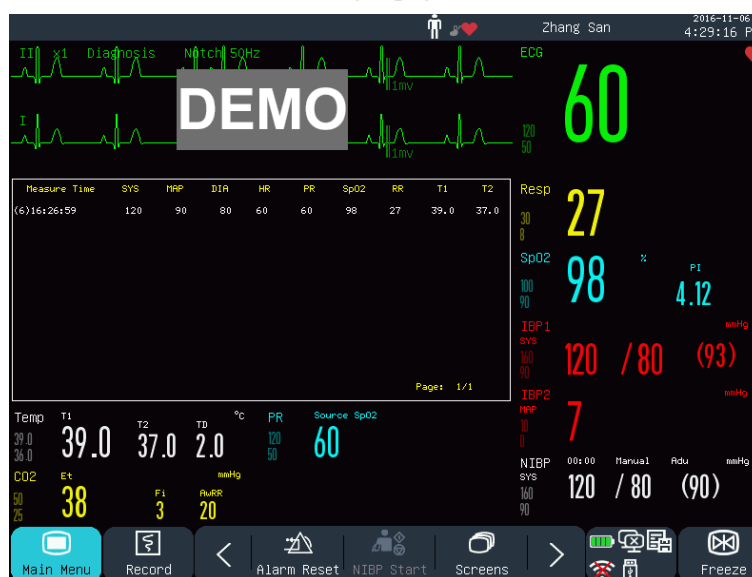 Zhang San
2016-11-06
4:29:16 P
II x1 Diagnosis Notch 50Hz
1mv
DEMO
I
1mv
ECG
120
50
60
Measure Time SYS MAP DIA HR PR SpO2 RR T1 T2
(6)16:26:59 120 90 80 60 60 98 27 39.0 37.0
Page: 1/1
Resp
30
8
27
SpO2 %
100
90
98
PI
4.12
IBP1 mmHg
SYS
160
90
120 / 80 (93)
IBP2 mmHg
MAP
10
0
7
Temp T1 T2 TD °C
39.0
36.0
39.0 37.0 2.0
PR Source SpO2
120
50
60
CO2 Et Fi AwRR mmHg
50
25
38 3 20
NIBP 00:00 Manual Adu mmHg
SYS
160
90
120 / 80 (90)
Main Menu
Record
Alarm Reset
NIBP Start
Screens
Freeze